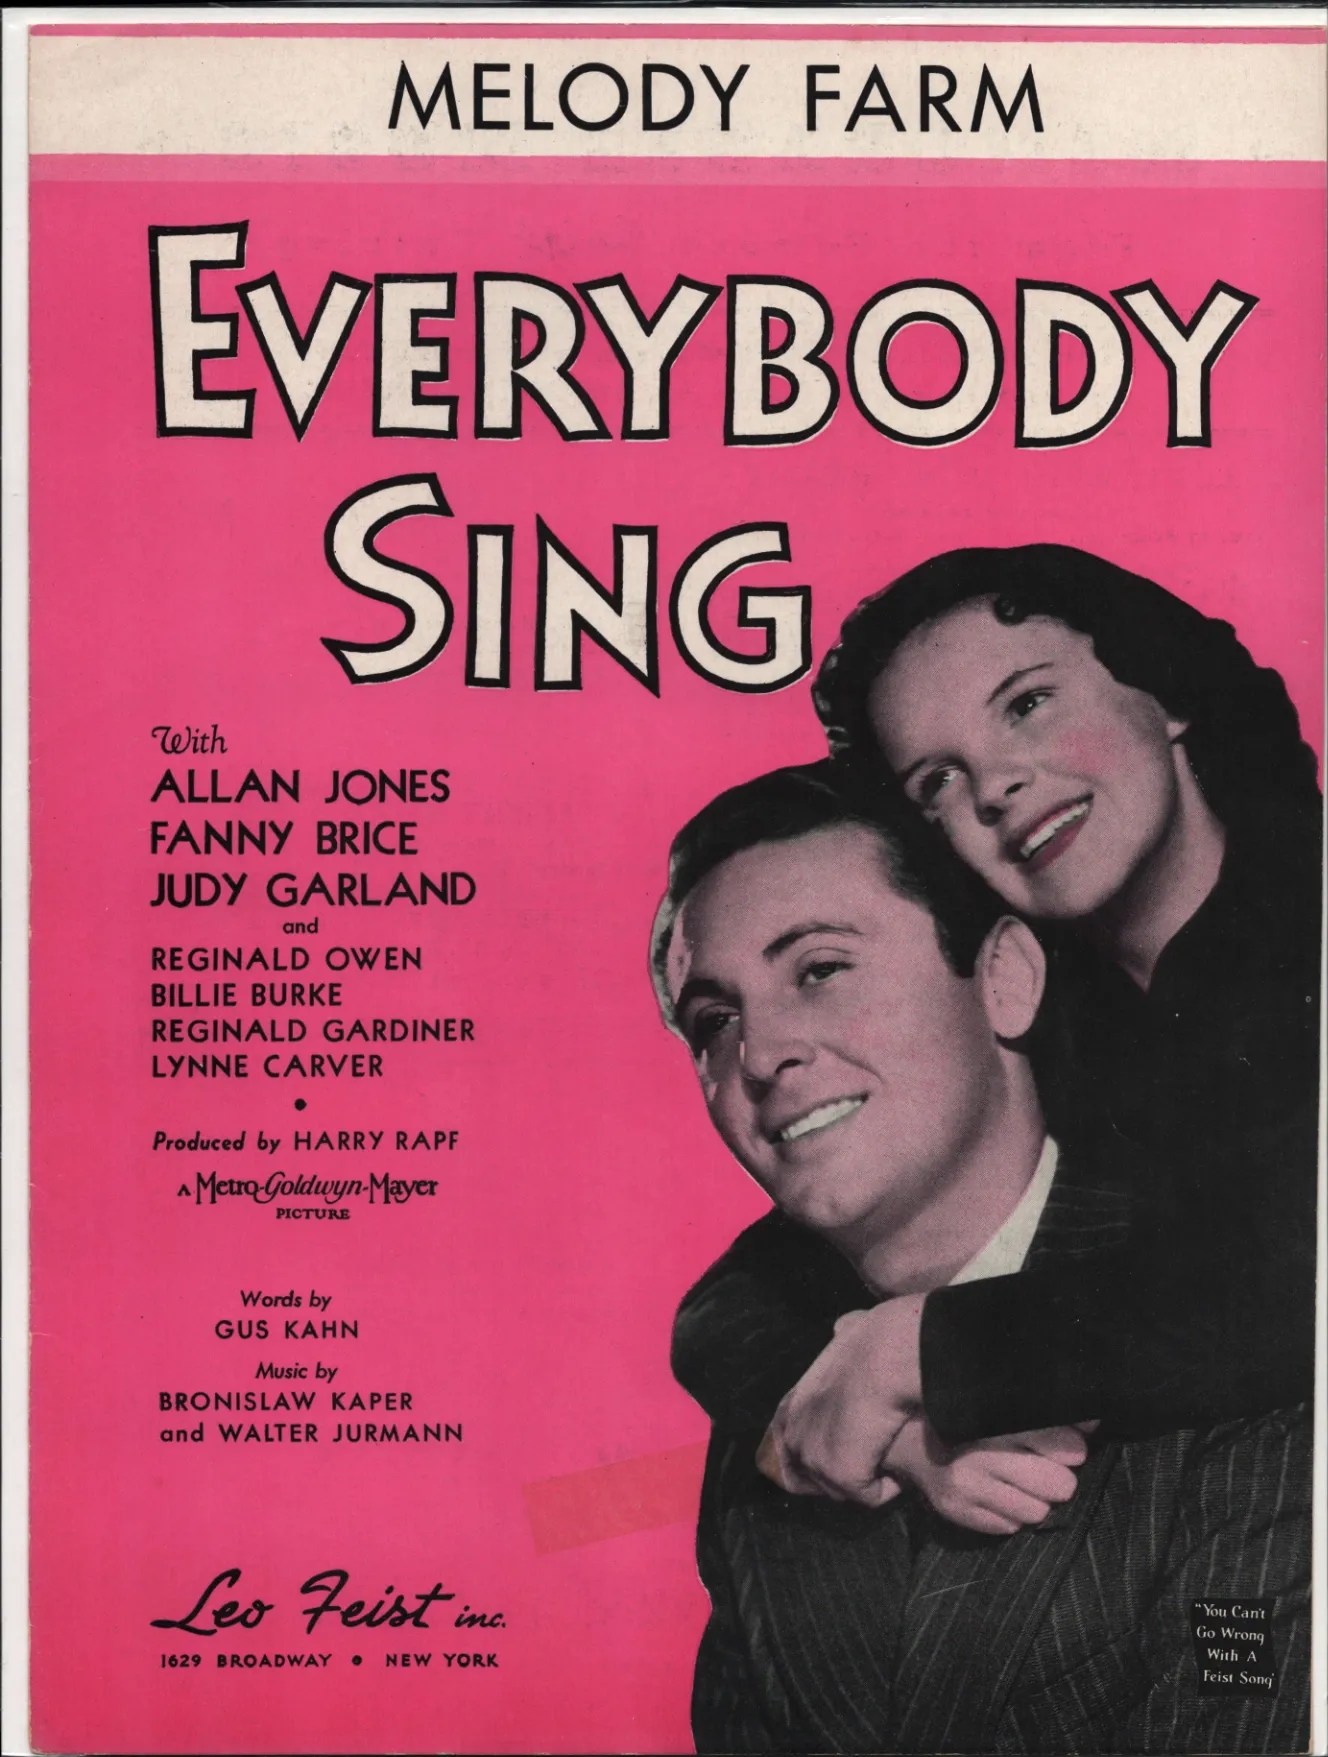 MELODY FARM
EVERYBODY
SING
With
ALLAN JONES
FANNY BRICE
JUDY GARLAND
and
REGINALD OWEN
BILLIE BURKE
REGINALD GARDINER
LYNNE CARVER
•
Produced by HARRY RAPF
A Metro-Goldwyn-Mayer
PICTURE
Words by
GUS KAHN
Music by
BRONISLAW KAPER
and WALTER JURMANN
Leo Feist inc.
1629 BROADWAY • NEW YORK
"You Can't
Go Wrong
With A
Feist Song'